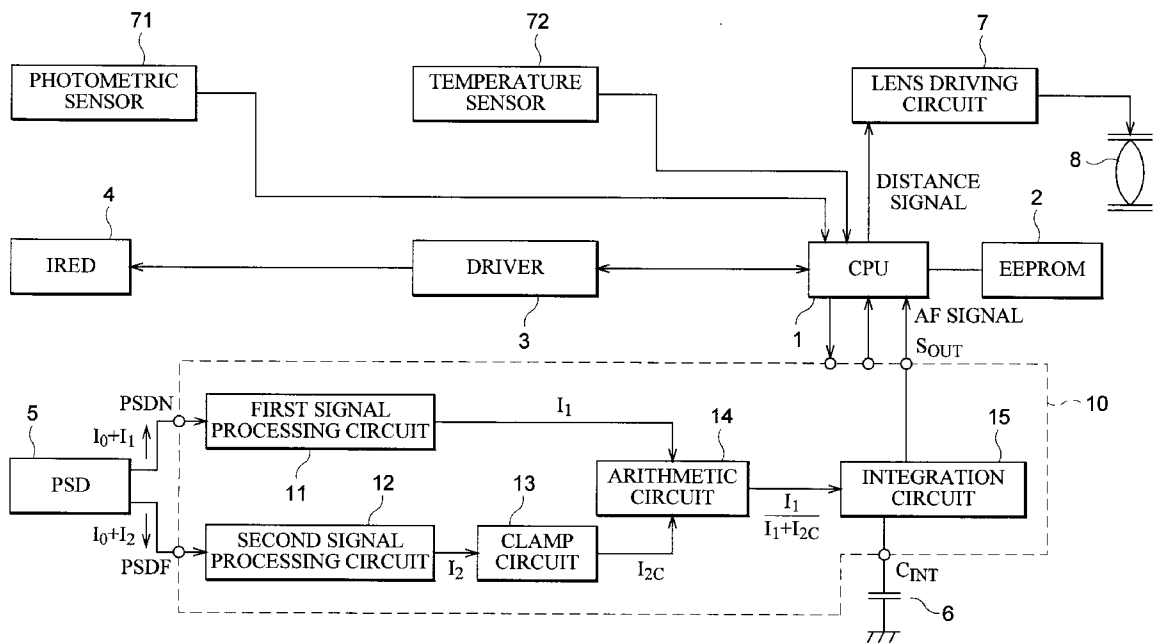 71
PHOTOMETRIC
SENSOR
72
TEMPERATURE
SENSOR
7
LENS DRIVING
CIRCUIT
8
DISTANCE
SIGNAL
4
IRED
DRIVER
3
CPU
1
2
EEPROM
AF SIGNAL
SOUT
10
5
PSD
PSDN
I0+I1
I0+I2
PSDF
FIRST SIGNAL
PROCESSING CIRCUIT
11
I1
12
SECOND SIGNAL
PROCESSING CIRCUIT
I2
13
CLAMP
CIRCUIT
I2C
14
ARITHMETIC
CIRCUIT
I1
I1+I2C
15
INTEGRATION
CIRCUIT
CINT
6